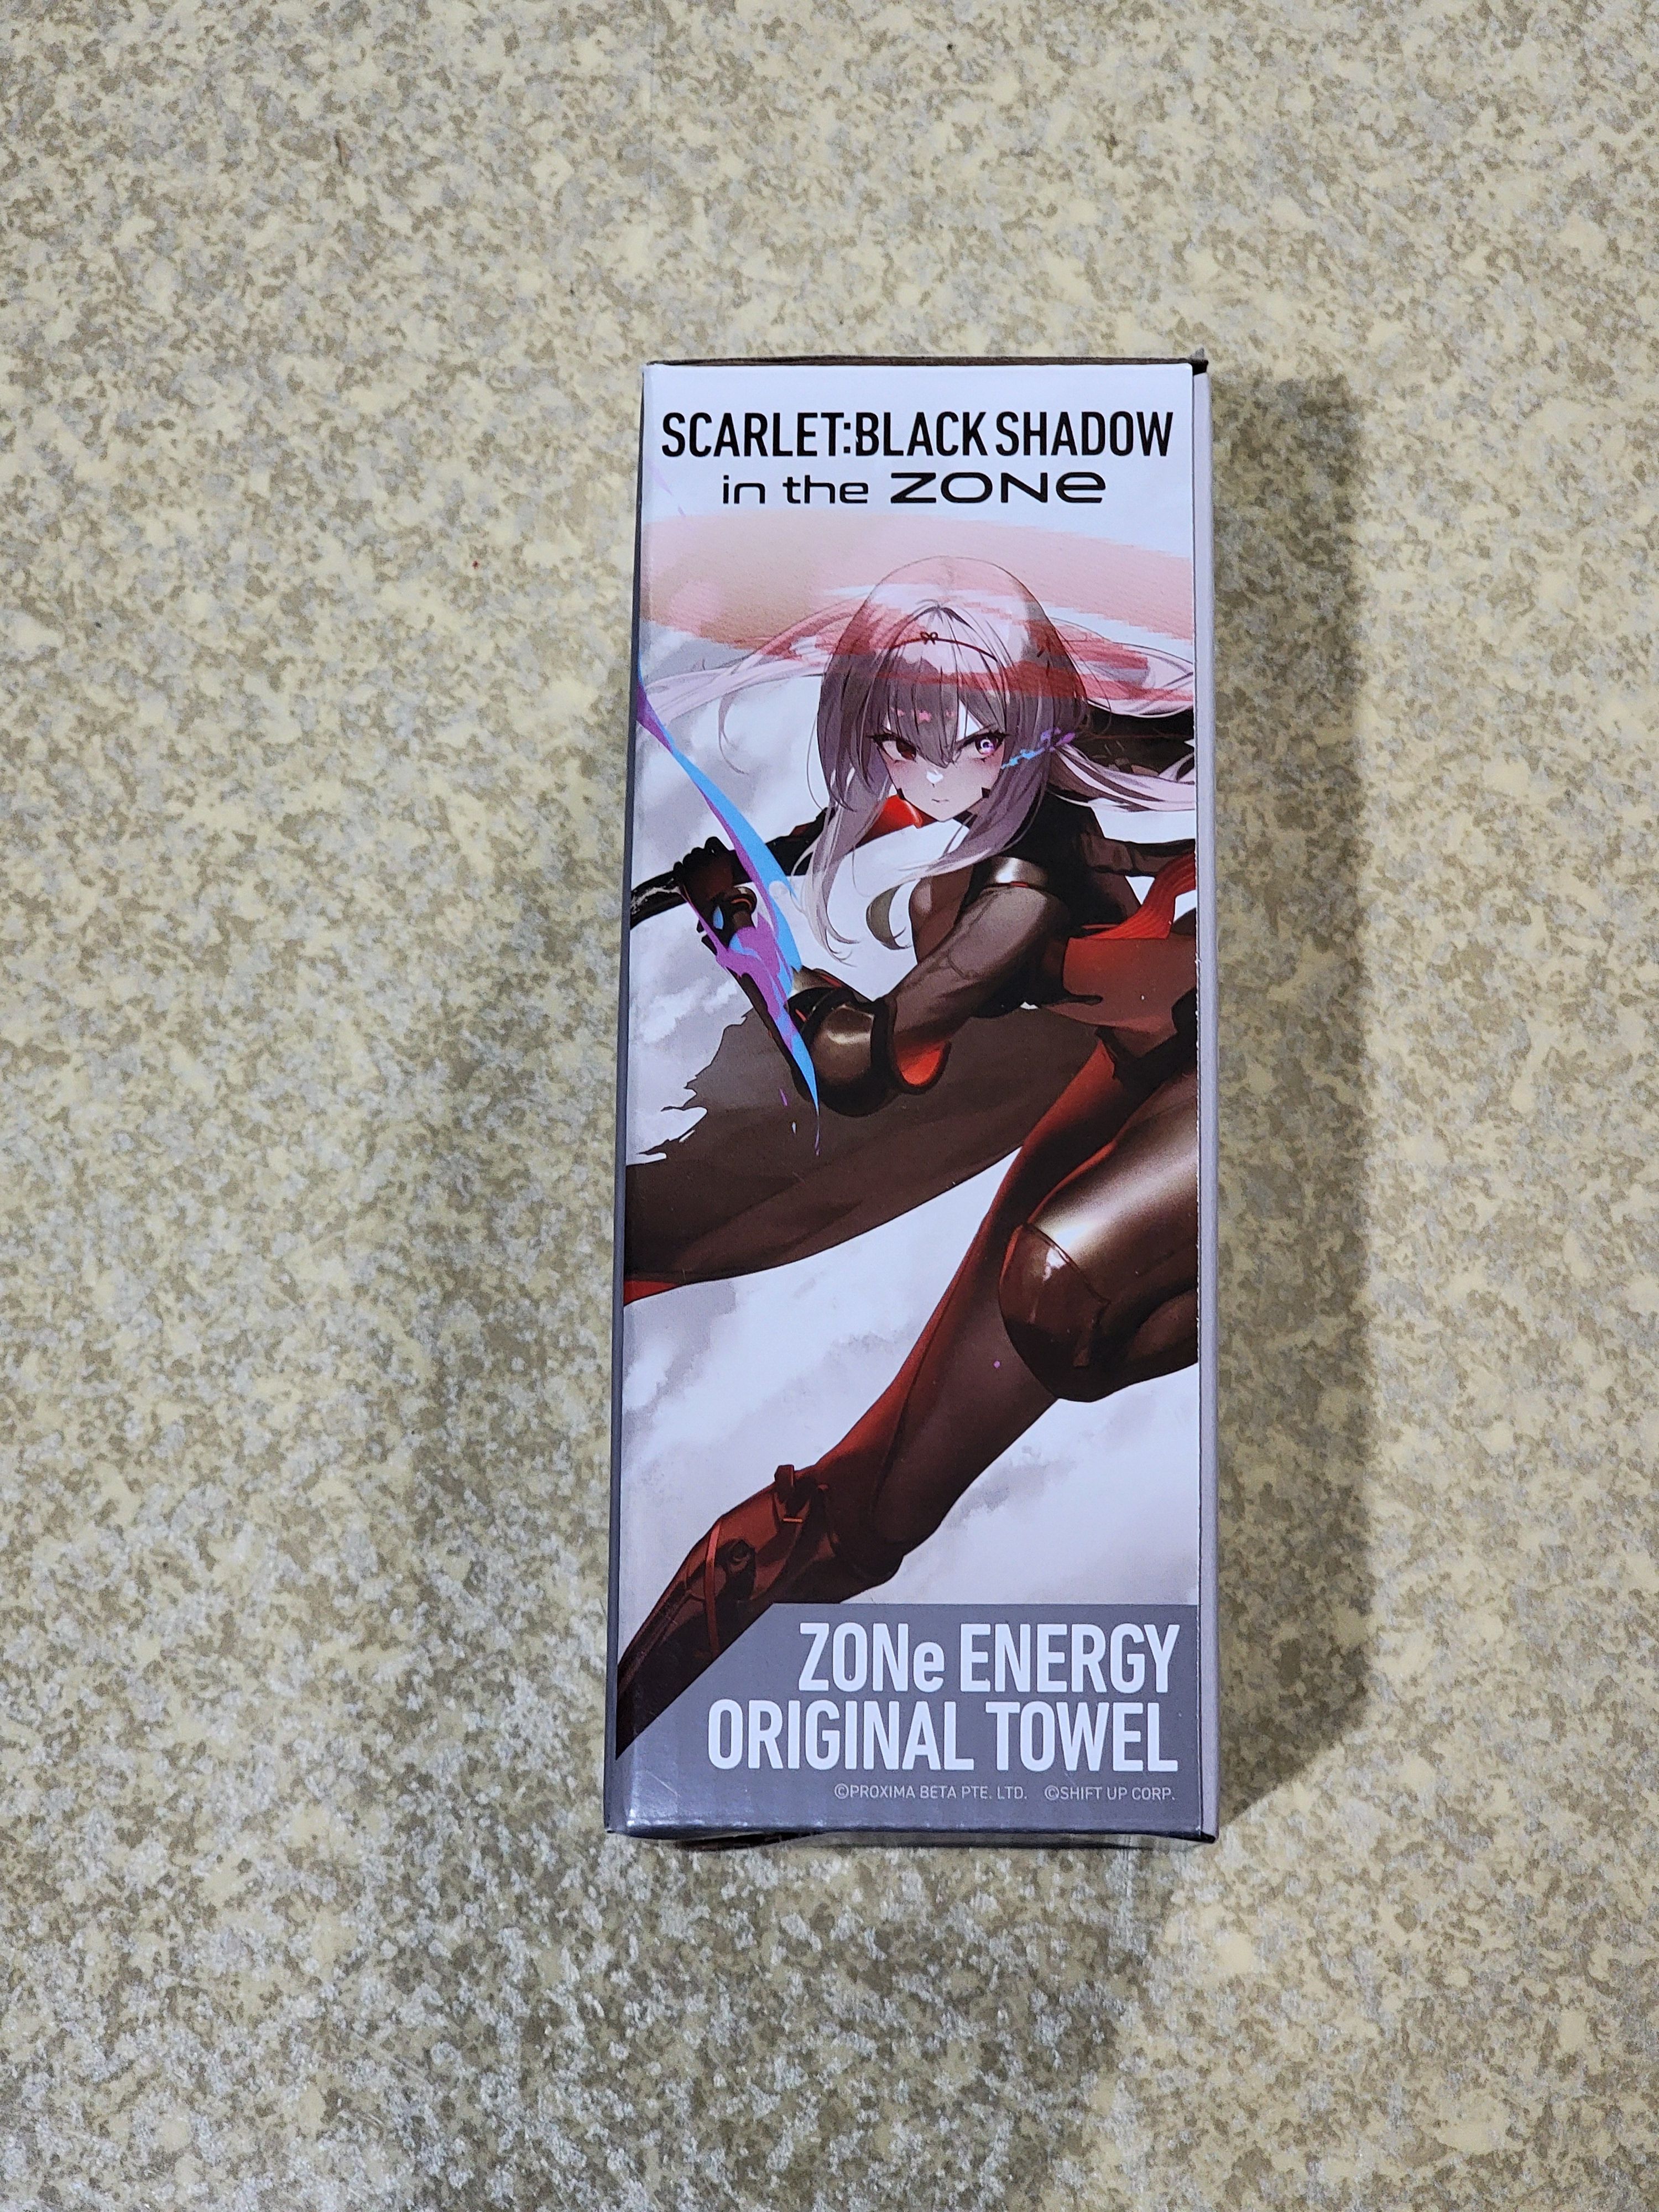 SCARLET:BLACK SHADOW
in the ZONe
ZONe ENERGY
ORIGINAL TOWEL
©PROXIMA BETA PTE. LTD. ©SHIFT UP CORP.